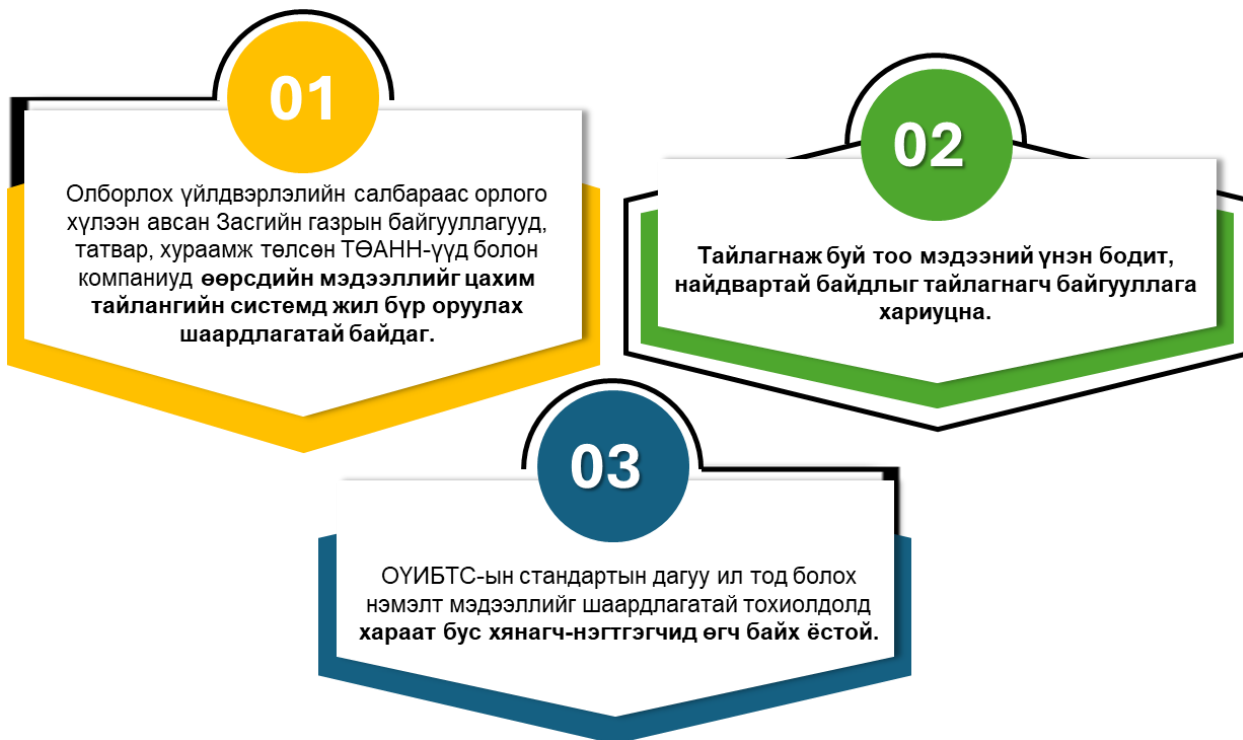 01
Олборлох үйлдвэрлэлийн салбараас орлого
хүлээн авсан Засгийн газрын байгууллагууд,
татвар, хураамж төлсөн ТӨАНН-үүд болон
компаниуд өөрсдийн мэдээллийг цахим
тайлангийн системд жил бүр оруулах
шаардлагатай байдаг.
02
Тайлагнаж буй тоо мэдээний үнэн бодит,
найдвартай байдлыг тайлагнагч байгууллага
хариуцна.
03
ОҮИБТС-ын стандартын дагуу ил тод болох
нэмэлт мэдээллийг шаардлагатай тохиолдолд
хараат бус хянагч-нэгтгэгчид өгч байх ёстой.